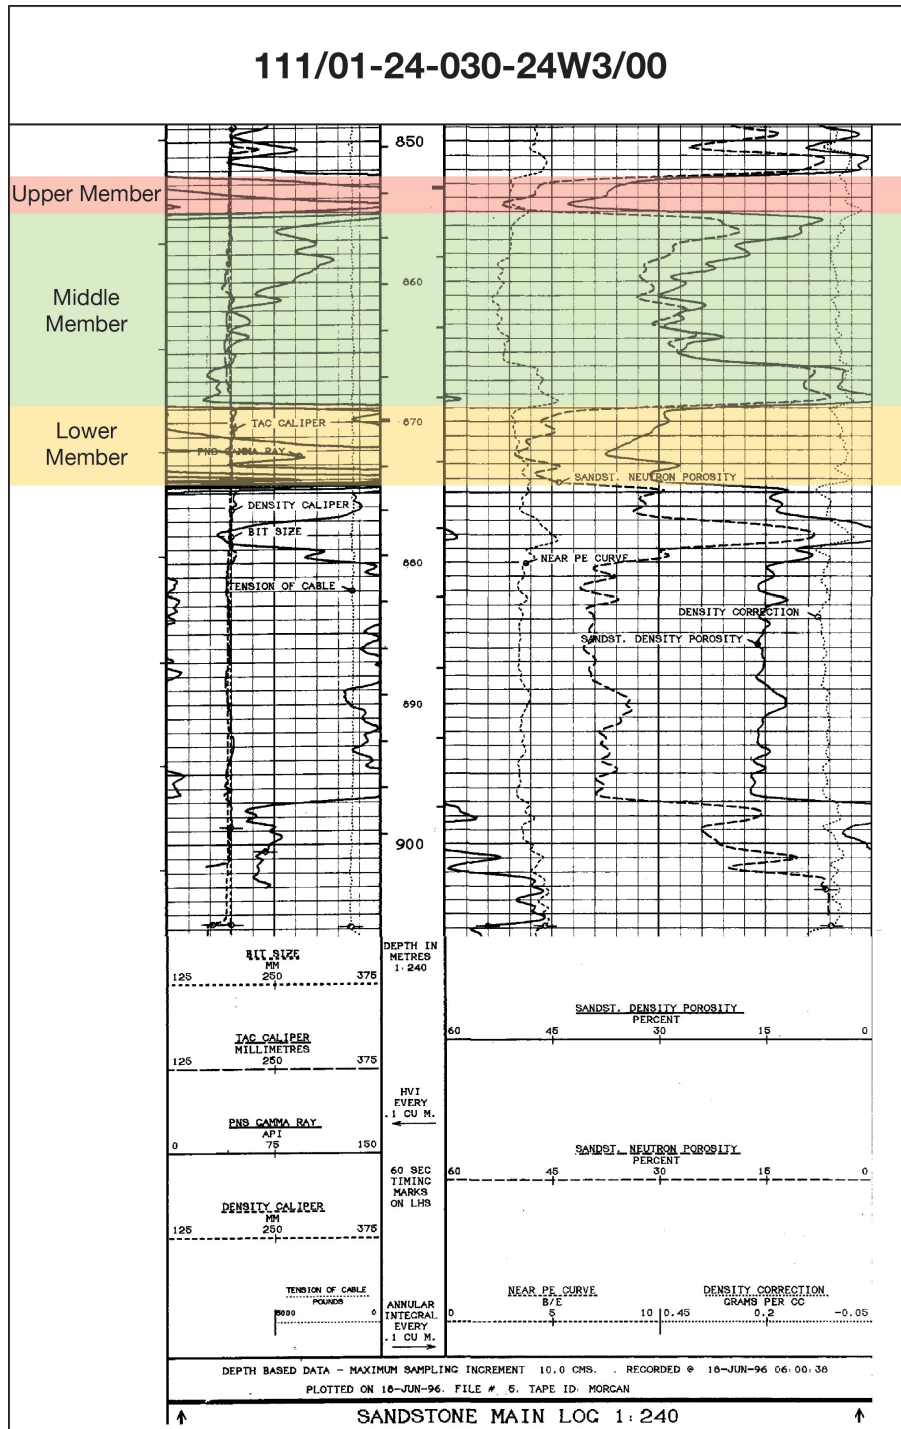 111/01-24-030-24W3/00
850
Upper Member
Middle
Member
860
Lower
Member
870
TAC CALIPER
PNS GAMMA RAY
SANDST. NEUTRON POROSITY
DENSITY CALIPER
BIT SIZE
NEAR PE CURVE
880
TENSION OF CABLE
DENSITY CORRECTION
SANDST. DENSITY POROSITY
890
900
BIT SIZE
MM
125 250 375
DEPTH IN
METRES
1:240
SANDST. DENSITY POROSITY
PERCENT
60 45 30 15 0
TAC CALIPER
MILLIMETRES
125 250 375
HVI
EVERY
.1 CU M.
PNS GAMMA RAY
API
0 75 150
SANDST. NEUTRON POROSITY
PERCENT
60 45 30 15 0
60 SEC
TIMING
MARKS
ON LHS
DENSITY CALIPER
MM
125 250 375
TENSION OF CABLE
POUNDS
5000 0
ANNULAR
INTEGRAL
EVERY
.1 CU M.
NEAR PE CURVE
B/E
0 5 10
DENSITY CORRECTION
GRAMS PER CC
0.45 0.2 -0.05
DEPTH BASED DATA - MAXIMUM SAMPLING INCREMENT 10.0 CMS. . RECORDED @ 18-JUN-96 06:00:38
PLOTTED ON 18-JUN-96. FILE # 5. TAPE ID: MORGAN
SANDSTONE MAIN LOG 1:240